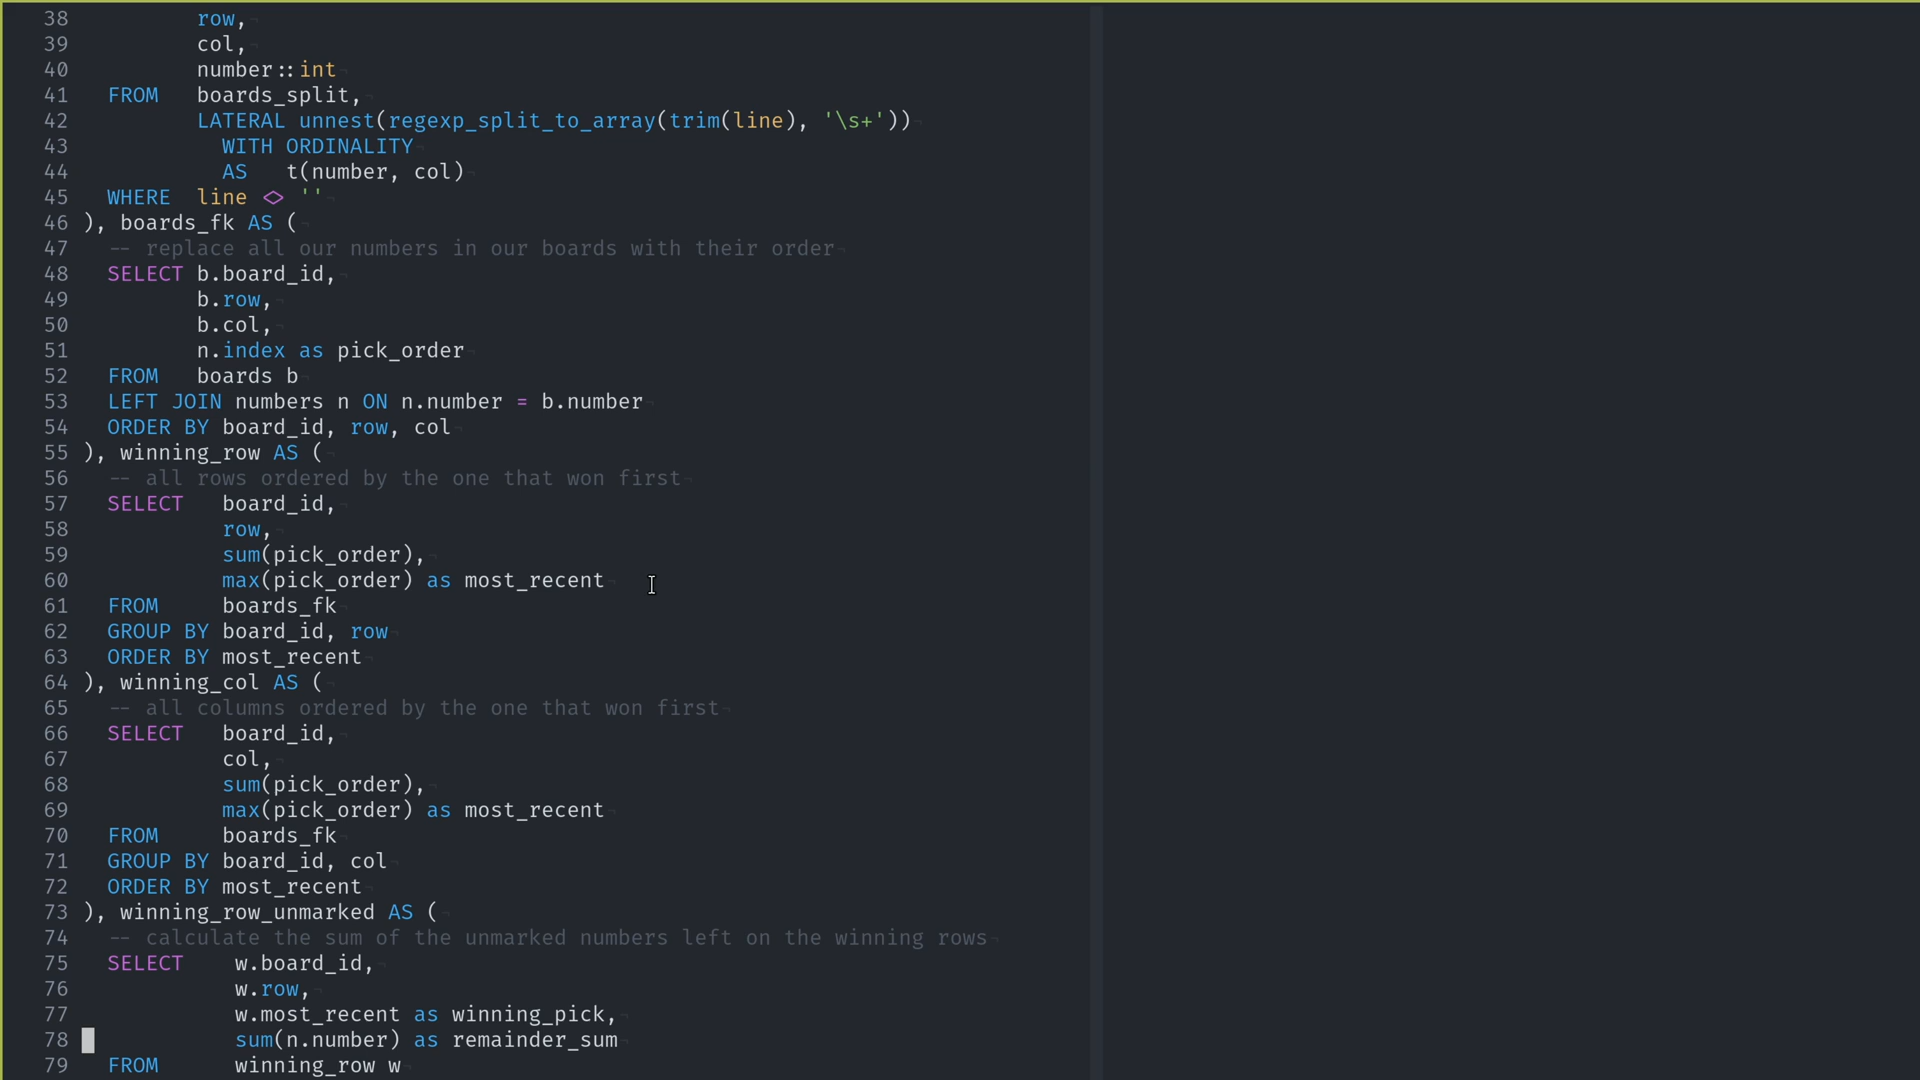 38 row,
39 col,
40 number::int
41 FROM boards_split,
42 LATERAL unnest(regexp_split_to_array(trim(line), '\s+'))
43 WITH ORDINALITY
44 AS t(number, col)
45 WHERE line <> ''
46 ), boards_fk AS (
47 -- replace all our numbers in our boards with their order
48 SELECT b.board_id,
49 b.row,
50 b.col,
51 n.index as pick_order
52 FROM boards b
53 LEFT JOIN numbers n ON n.number = b.number
54 ORDER BY board_id, row, col
55 ), winning_row AS (
56 -- all rows ordered by the one that won first
57 SELECT board_id,
58 row,
59 sum(pick_order),
60 max(pick_order) as most_recent
61 FROM boards_fk
62 GROUP BY board_id, row
63 ORDER BY most_recent
64 ), winning_col AS (
65 -- all columns ordered by the one that won first
66 SELECT board_id,
67 col,
68 sum(pick_order),
69 max(pick_order) as most_recent
70 FROM boards_fk
71 GROUP BY board_id, col
72 ORDER BY most_recent
73 ), winning_row_unmarked AS (
74 -- calculate the sum of the unmarked numbers left on the winning rows
75 SELECT w.board_id,
76 w.row,
77 w.most_recent as winning_pick,
78 sum(n.number) as remainder_sum
79 FROM winning_row w